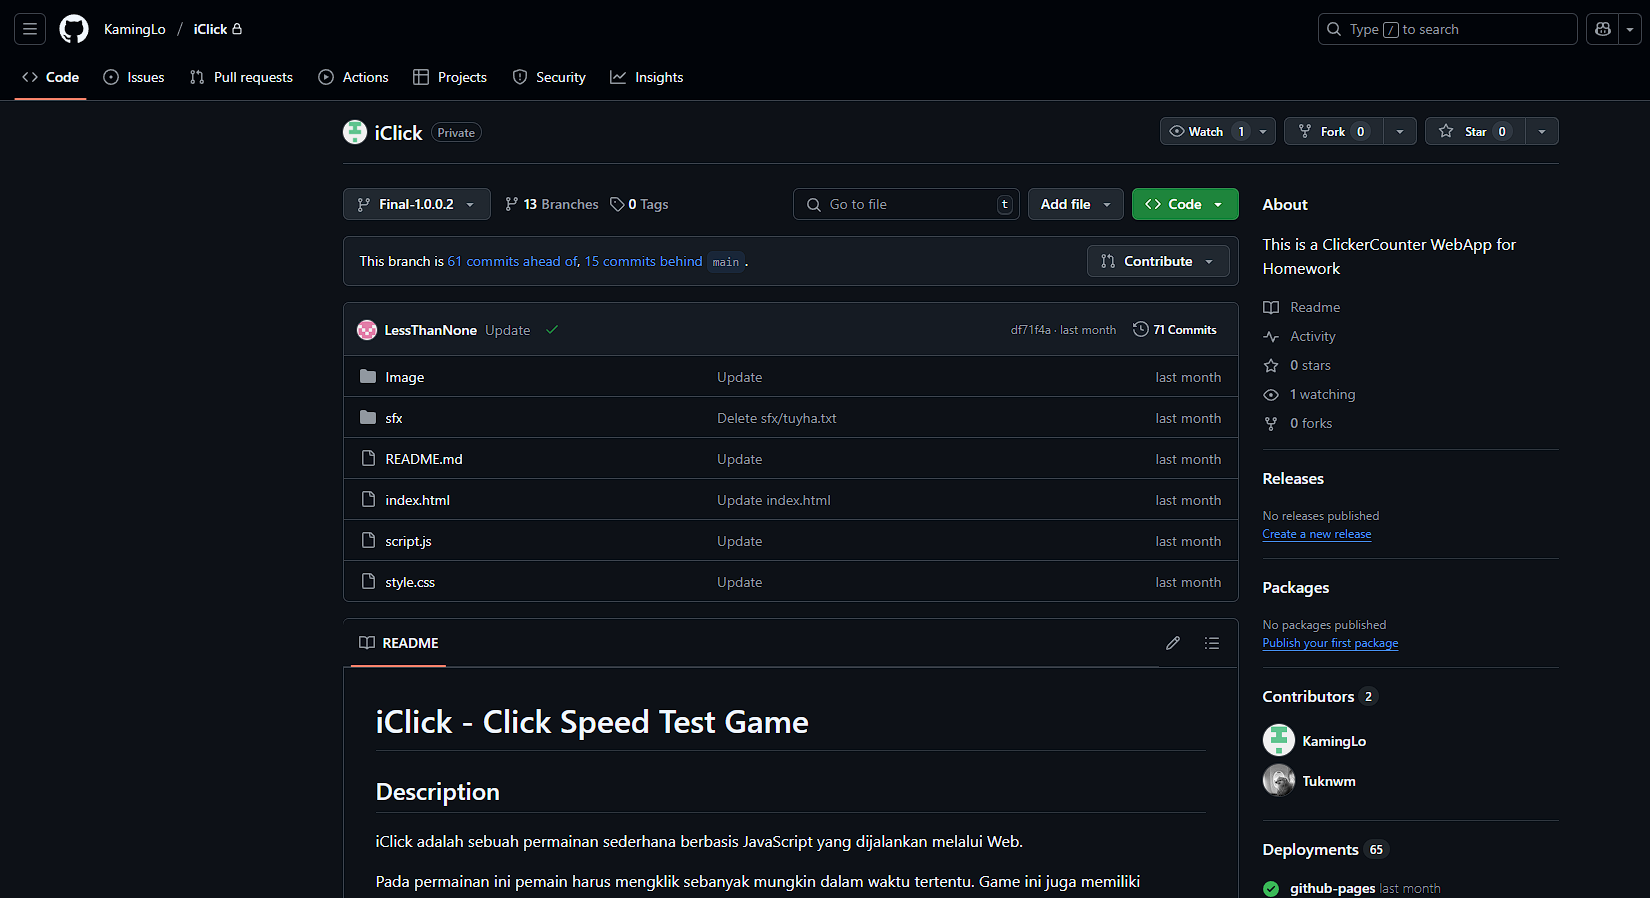 KamingLo / iClick
Type / to search
Code Issues Pull requests Actions Projects Security Insights
iClick Private
Watch 1 Fork 0 Star 0
Final-1.0.0.2 13 Branches 0 Tags Go to file t Add file Code
This branch is 61 commits ahead of, 15 commits behind main.
Contribute
LessThanNone Update df71f4a · last month 71 Commits
Image Update last month
sfx Delete sfx/tuyha.txt last month
README.md Update last month
index.html Update index.html last month
script.js Update last month
style.css Update last month
README
iClick - Click Speed Test Game
Description
iClick adalah sebuah permainan sederhana berbasis JavaScript yang dijalankan melalui Web.
Pada permainan ini pemain harus mengklik sebanyak mungkin dalam waktu tertentu. Game ini juga memiliki
About
This is a ClickerCounter WebApp for
Homework
Readme
Activity
0 stars
1 watching
0 forks
Releases
No releases published
Create a new release
Packages
No packages published
Publish your first package
Contributors 2
KamingLo
Tuknwm
Deployments 65
github-pages last month